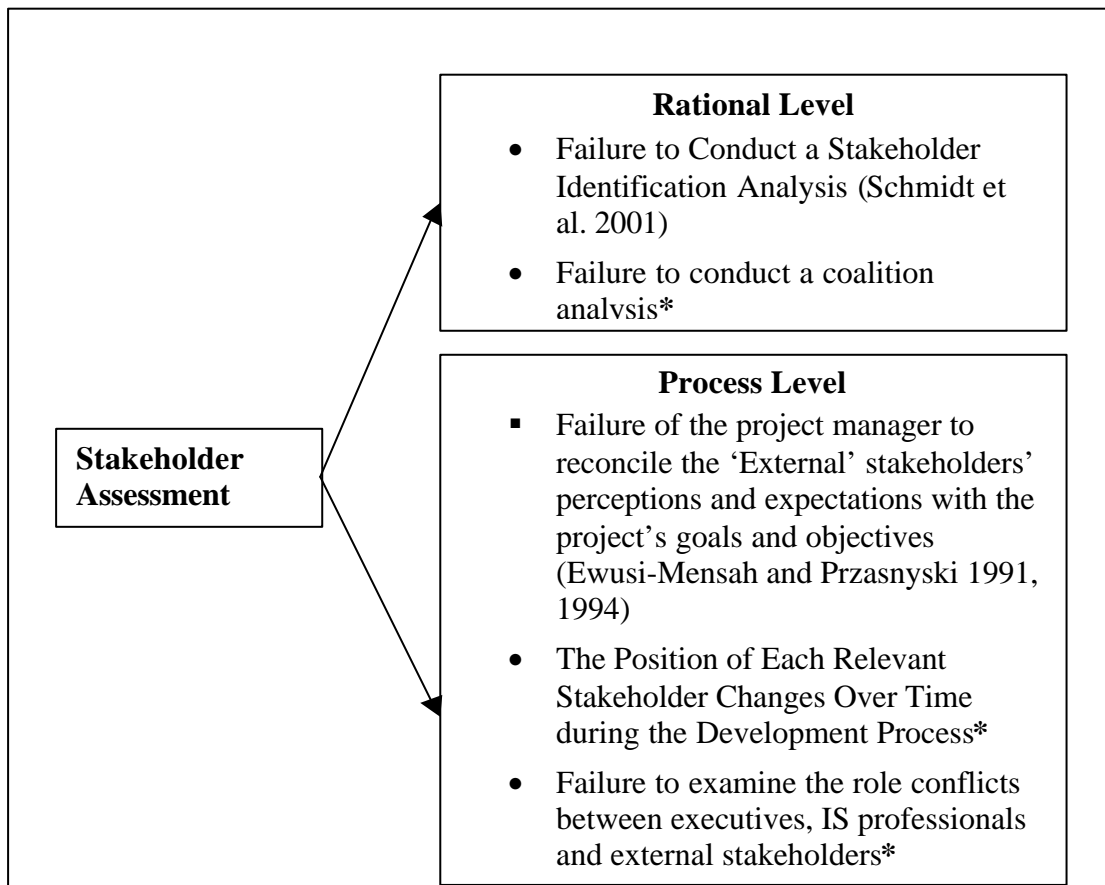 Rational Level
• Failure to Conduct a Stakeholder
Identification Analysis (Schmidt et
al. 2001)
• Failure to conduct a coalition
analysis*
Process Level
▪ Failure of the project manager to
reconcile the ‘External’ stakeholders’
perceptions and expectations with the
project’s goals and objectives
(Ewusi-Mensah and Przasnyski 1991,
1994)
• The Position of Each Relevant
Stakeholder Changes Over Time
during the Development Process*
• Failure to examine the role conflicts
between executives, IS professionals
and external stakeholders*
Stakeholder
Assessment